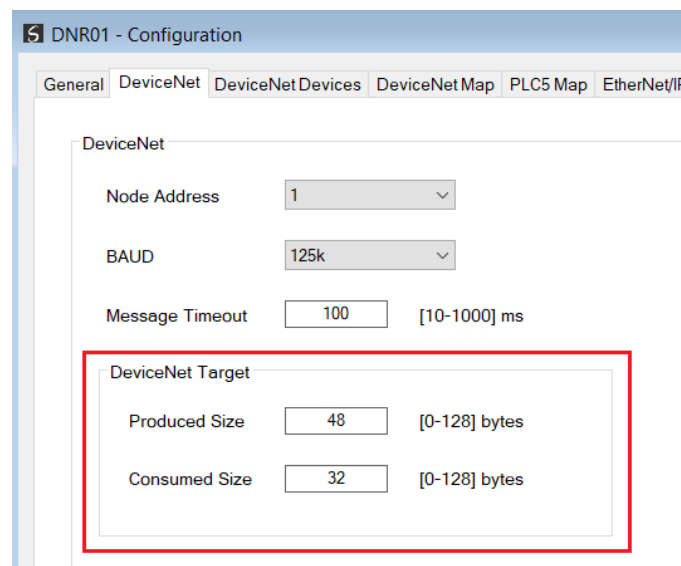 DNR01 - Configuration
General DeviceNet DeviceNet Devices DeviceNet Map PLC5 Map EtherNet/IP
DeviceNet
Node Address 1
BAUD 125k
Message Timeout 100 [10-1000] ms
DeviceNet Target
Produced Size 48 [0-128] bytes
Consumed Size 32 [0-128] bytes